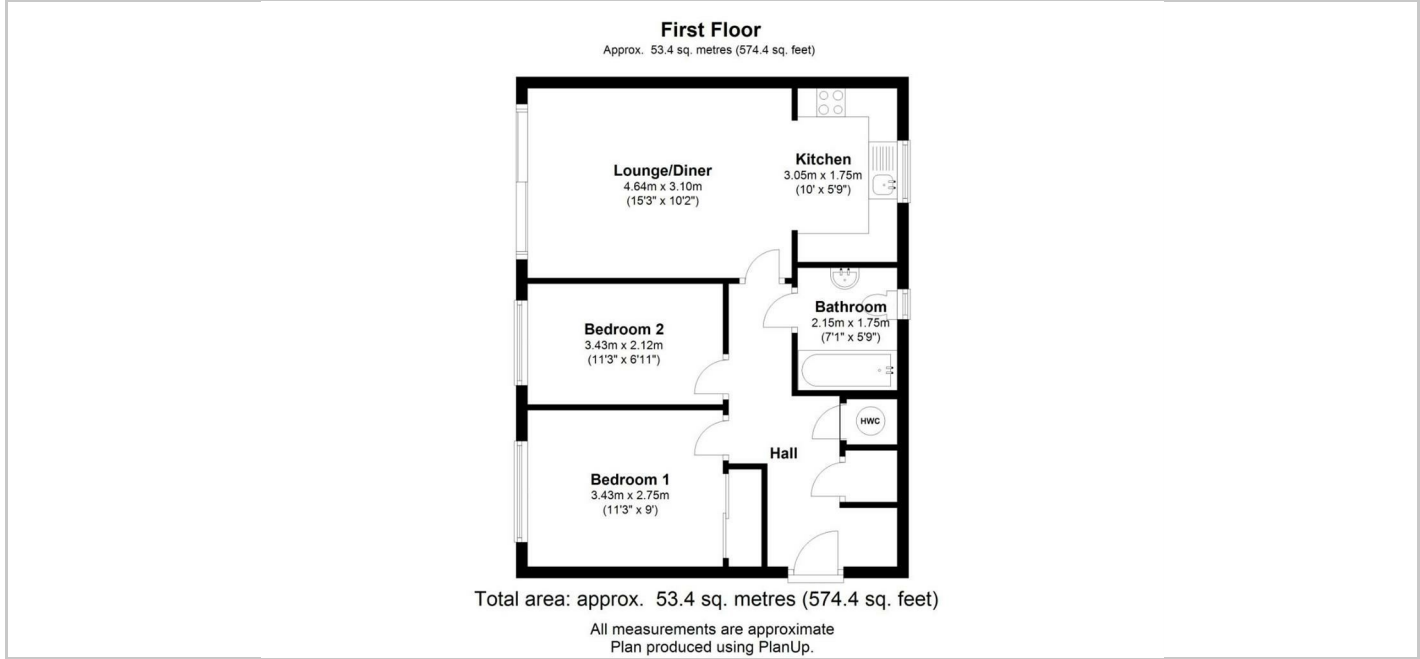 First Floor
Approx. 53.4 sq. metres (574.4 sq. feet)
Lounge/Diner
4.64m x 3.10m
(15'3" x 10'2")
Kitchen
3.05m x 1.75m
(10' x 5'9")
Bathroom
2.15m x 1.75m
(7'1" x 5'9")
Bedroom 2
3.43m x 2.12m
(11'3" x 6'11")
HWC
Hall
Bedroom 1
3.43m x 2.75m
(11'3" x 9')
Total area: approx. 53.4 sq. metres (574.4 sq. feet)
All measurements are approximate
Plan produced using PlanUp.